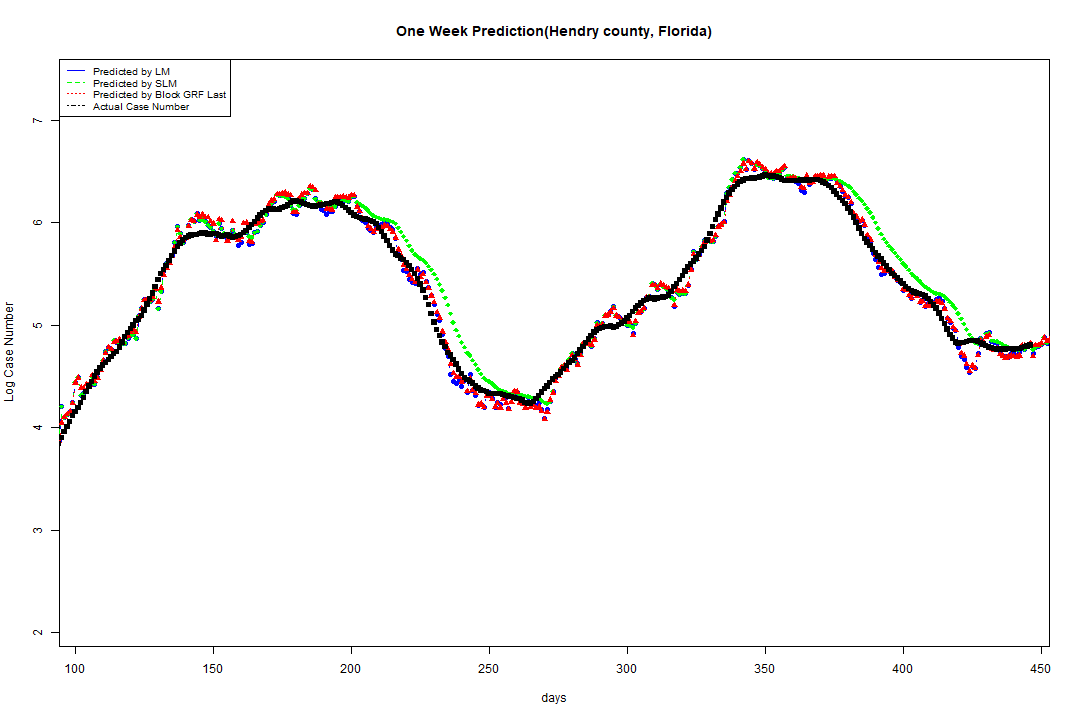 One Week Prediction(Hendry county, Florida)
Predicted by LM
Predicted by SLM
Predicted by Block GRF Last
Actual Case Number
Log Case Number
7
6
5
4
3
2
100 150 200 250 300 350 400 450
days